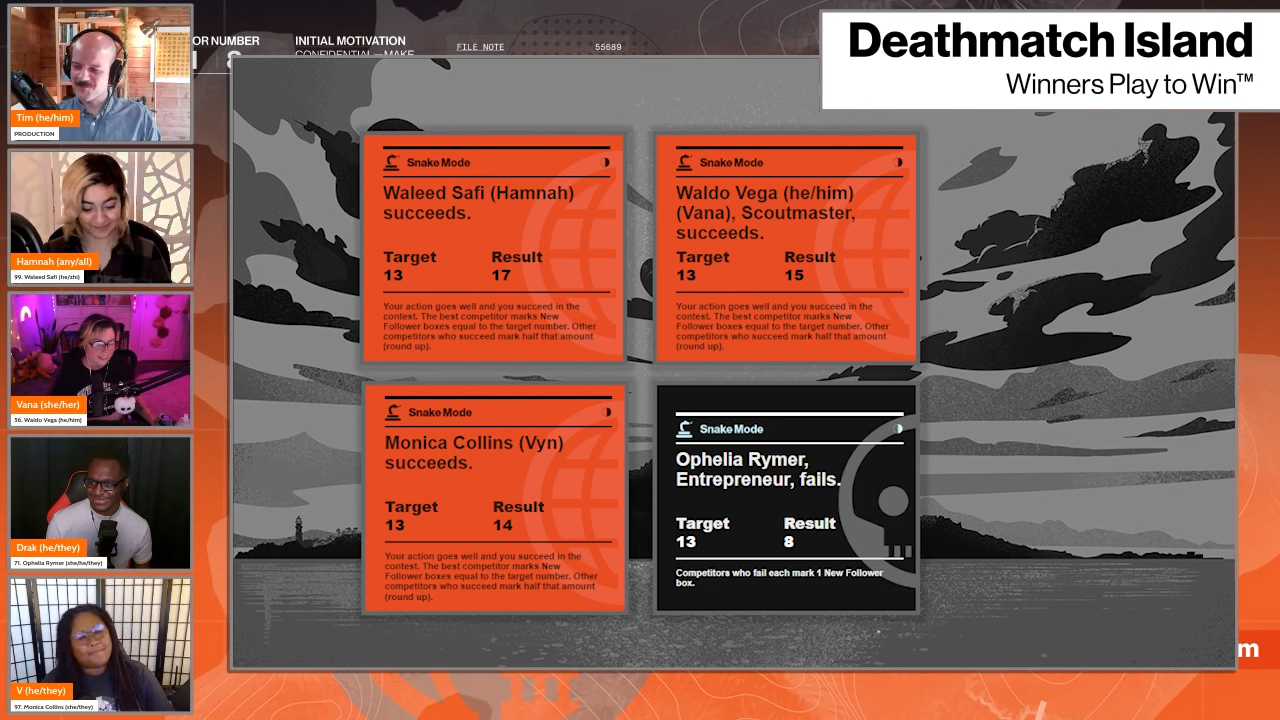 OR NUMBER
INITIAL MOTIVATION
CONFIDENTIAL — MAKE
FILE NOTE
55689
Deathmatch Island
Winners Play to Win™
Tim (he/him)
PRODUCTION
Hamnah (any/all)
99. Waleed Safi (he/zhi)
Vana (she/her)
56. Waldo Vega (he/him)
Drak (he/they)
71. Ophelia Rymer (she/he/they)
V (he/they)
97. Monica Collins (she/they)
Snake Mode
Waleed Safi (Hamnah)
succeeds.
Target
Result
13
17
Your action goes well and you succeed in the
contest. The best competitor marks New
Follower boxes equal to the target number. Other
competitors who succeed mark half that amount
(round up).
Snake Mode
Waldo Vega (he/him)
(Vana), Scoutmaster,
succeeds.
Target
Result
13
15
Your action goes well and you succeed in the
contest. The best competitor marks New
Follower boxes equal to the target number. Other
competitors who succeed mark half that amount
(round up).
Snake Mode
Monica Collins (Vyn)
succeeds.
Target
Result
13
14
Your action goes well and you succeed in the
contest. The best competitor marks New
Follower boxes equal to the target number. Other
competitors who succeed mark half that amount
(round up).
Snake Mode
Ophelia Rymer,
Entrepreneur, fails.
Target
Result
13
8
Competitors who fail each mark 1 New Follower
box.
m